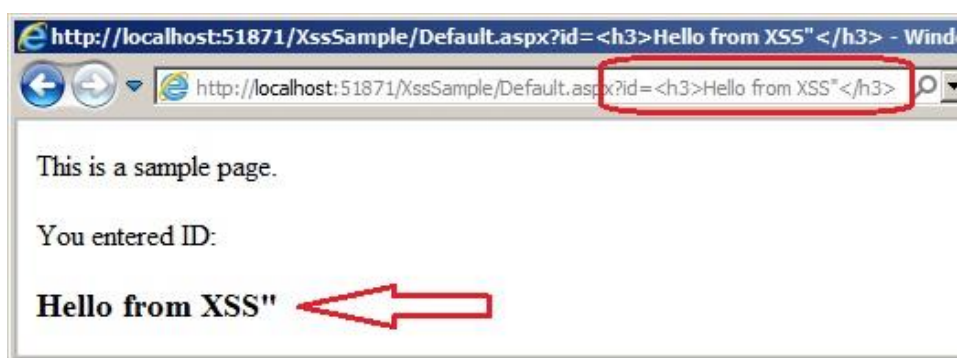 http://localhost:51871/XssSample/Default.aspx?id=<h3>Hello from XSS"</h3> - Wind
http://localhost:51871/XssSample/Default.aspx?id=<h3>Hello from XSS"</h3>
This is a sample page.
You entered ID:
Hello from XSS"